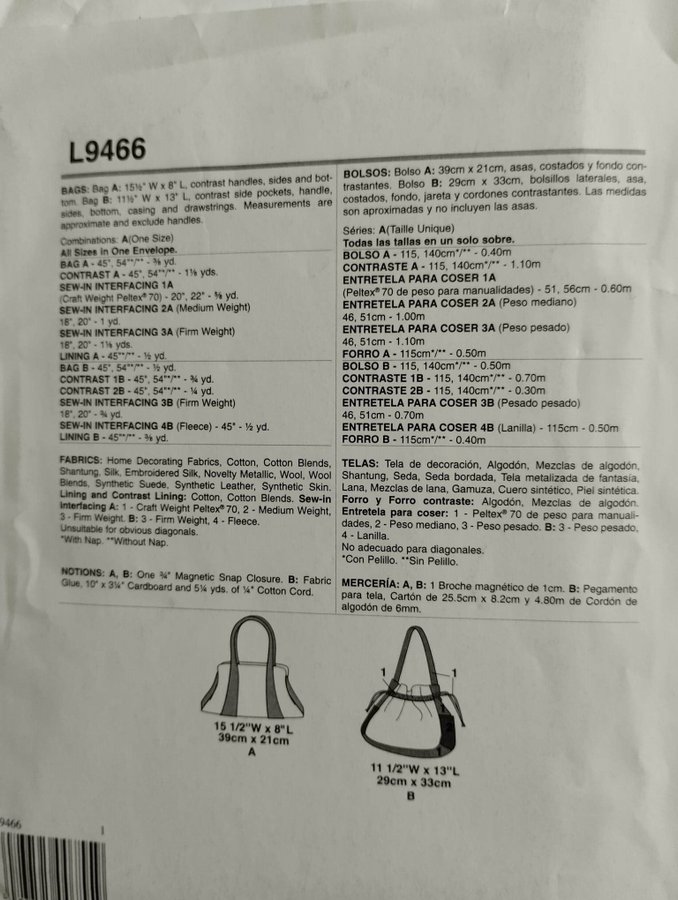 L9466
BAGS: Bag A: 15½" W x 8" L, contrast handles, sides and bot-
tom. Bag B: 11½" W x 13" L, contrast side pockets, handle,
sides, bottom, casing and drawstrings. Measurements are
approximate and exclude handles.
Combinations: A(One Size)
All Sizes in One Envelope.
BAG A - 45", 54"*/** - ⅜ yd.
CONTRAST A - 45", 54"*/** - 1⅛ yds.
SEW-IN INTERFACING 1A
(Craft Weight Peltex® 70) - 20", 22" - ⅝ yd.
SEW-IN INTERFACING 2A (Medium Weight)
18", 20" - 1 yd.
SEW-IN INTERFACING 3A (Firm Weight)
18", 20" - 1⅛ yds.
LINING A - 45"*/** - ½ yd.
BAG B - 45", 54"*/** - ½ yd.
CONTRAST 1B - 45", 54"*/** - ¾ yd.
CONTRAST 2B - 45", 54"*/** - ¼ yd.
SEW-IN INTERFACING 3B (Firm Weight)
18", 20" - ¾ yd.
SEW-IN INTERFACING 4B (Fleece) - 45" - ½ yd.
LINING B - 45"*/** - ⅜ yd.
FABRICS: Home Decorating Fabrics, Cotton, Cotton Blends,
Shantung, Silk, Embroidered Silk, Novelty Metallic, Wool, Wool
Blends, Synthetic Suede, Synthetic Leather, Synthetic Skin.
Lining and Contrast Lining: Cotton, Cotton Blends. Sew-in
Interfacing A: 1 - Craft Weight Peltex® 70, 2 - Medium Weight,
3 - Firm Weight. B: 3 - Firm Weight, 4 - Fleece.
Unsuitable for obvious diagonals.
*With Nap. **Without Nap.
NOTIONS: A, B: One ¾" Magnetic Snap Closure. B: Fabric
Glue, 10" x 3¼" Cardboard and 5¼ yds. of ¼" Cotton Cord.
BOLSOS: Bolso A: 39cm x 21cm, asas, costados y fondo con-
trastantes. Bolso B: 29cm x 33cm, bolsillos laterales, asa,
costados, fondo, jareta y cordones contrastantes. Las medidas
son aproximadas y no incluyen las asas.
Séries: A(Taille Unique)
Todas las tallas en un solo sobre.
BOLSO A - 115, 140cm*/** - 0.40m
CONTRASTE A - 115, 140cm*/** - 1.10m
ENTRETELA PARA COSER 1A
(Peltex® 70 de peso para manualidades) - 51, 56cm - 0.60m
ENTRETELA PARA COSER 2A (Peso mediano)
46, 51cm - 1.00m
ENTRETELA PARA COSER 3A (Peso pesado)
46, 51cm - 1.10m
FORRO A - 115cm*/** - 0.50m
BOLSO B - 115, 140cm*/** - 0.50m
CONTRASTE 1B - 115, 140cm*/** - 0.70m
CONTRASTE 2B - 115, 140cm*/** - 0.30m
ENTRETELA PARA COSER 3B (Pesado pesado)
46, 51cm - 0.70m
ENTRETELA PARA COSER 4B (Lanilla) - 115cm - 0.50m
FORRO B - 115cm*/** - 0.40m
TELAS: Tela de decoración, Algodón, Mezclas de algodón,
Shantung, Seda, Seda bordada, Tela metalizada de fantasía,
Lana, Mezclas de lana, Gamuza, Cuero sintético, Piel sintética.
Forro y Forro contraste: Algodón, Mezclas de algodón.
Entretela para coser: 1 - Peltex® 70 de peso para manuali-
dades, 2 - Peso mediano, 3 - Peso pesado. B: 3 - Peso pesado,
4 - Lanilla.
No adecuado para diagonales.
*Con Pelillo. **Sin Pelillo.
MERCERÍA: A, B: 1 Broche magnético de 1cm. B: Pegamento
para tela, Cartón de 25.5cm x 8.2cm y 4.80m de Cordón de
algodón de 6mm.
15 1/2"W x 8"L
39cm x 21cm
A
1 1
1
2
1
11 1/2"W x 13"L
29cm x 33cm
B
9466 1